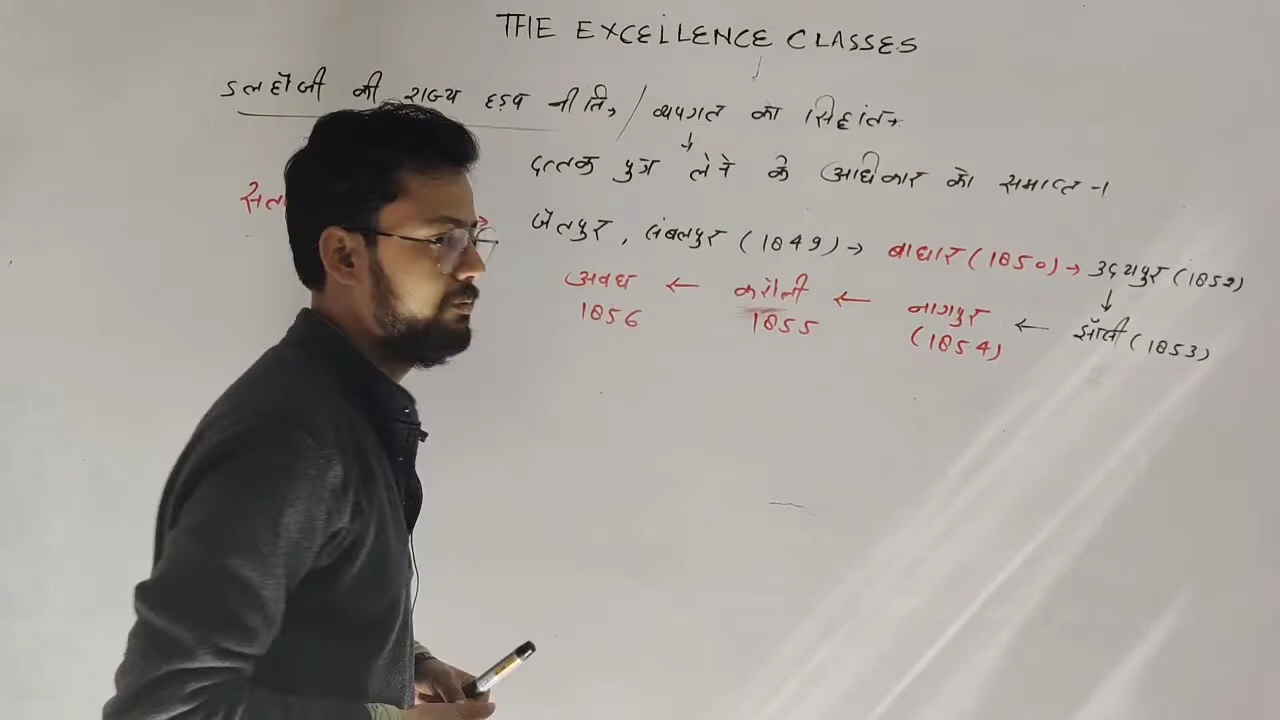 THE EXCELLENCE CLASSES
डलहौजी की राज्य हड़प नीति→ / व्यपगत का सिद्दांत→
दत्तक पुत्र लेने के अधिकार को समाप्त -।
जैतपुर, संबलपुर (1849) → बाघार (1850) → उदयपुर (1852)
अवध ← करौली ← नागपुर ← झाँसी (1853)
1856 1855 (1854)